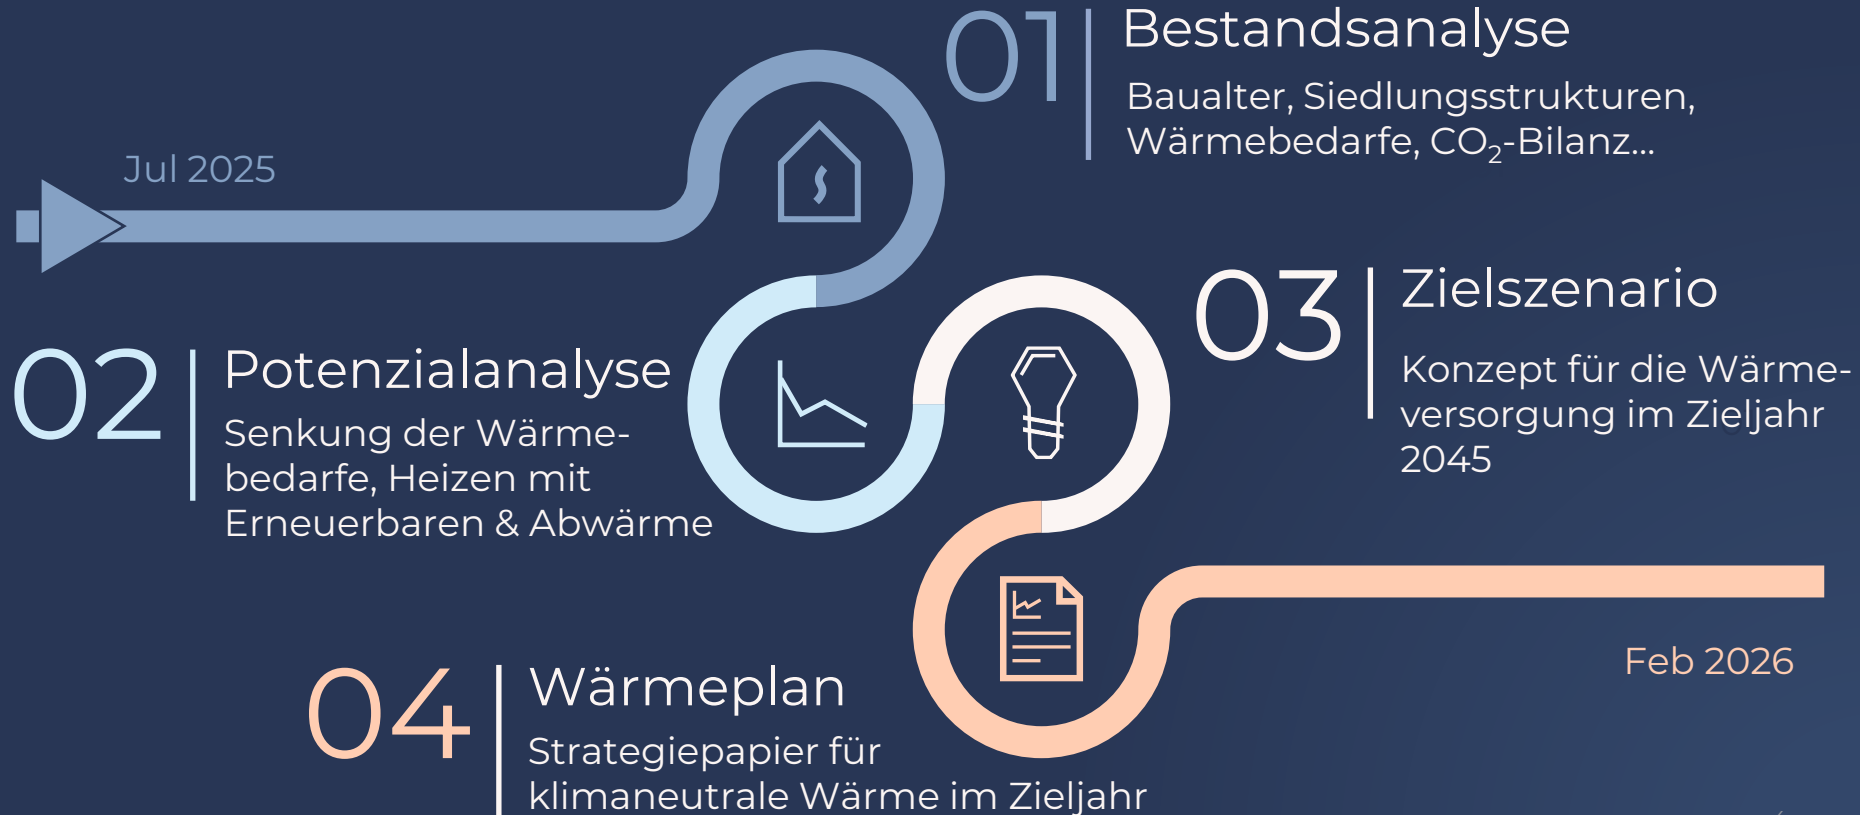 01
Bestandsanalyse
Baualter, Siedlungsstrukturen,
Wärmebedarfe, CO₂-Bilanz...
Jul 2025
02
Potenzialanalyse
Senkung der Wärme-
bedarfe, Heizen mit
Erneuerbaren & Abwärme
03
Zielszenario
Konzept für die Wärme-
versorgung im Zieljahr
2045
04
Wärmeplan
Strategiepapier für
klimaneutrale Wärme im Zieljahr
Feb 2026